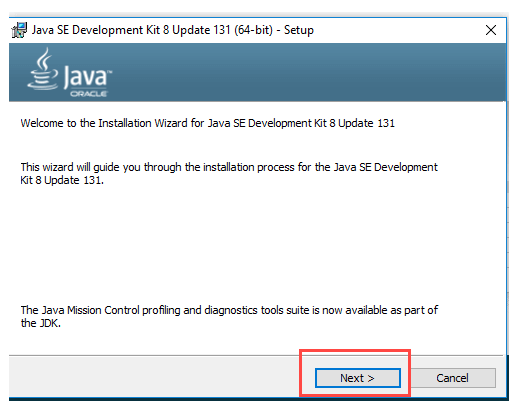 Java SE Development Kit 8 Update 131 (64-bit) - Setup
Java™
ORACLE
Welcome to the Installation Wizard for Java SE Development Kit 8 Update 131
This wizard will guide you through the installation process for the Java SE Development
Kit 8 Update 131.
The Java Mission Control profiling and diagnostics tools suite is now available as part of
the JDK.
Next >
Cancel